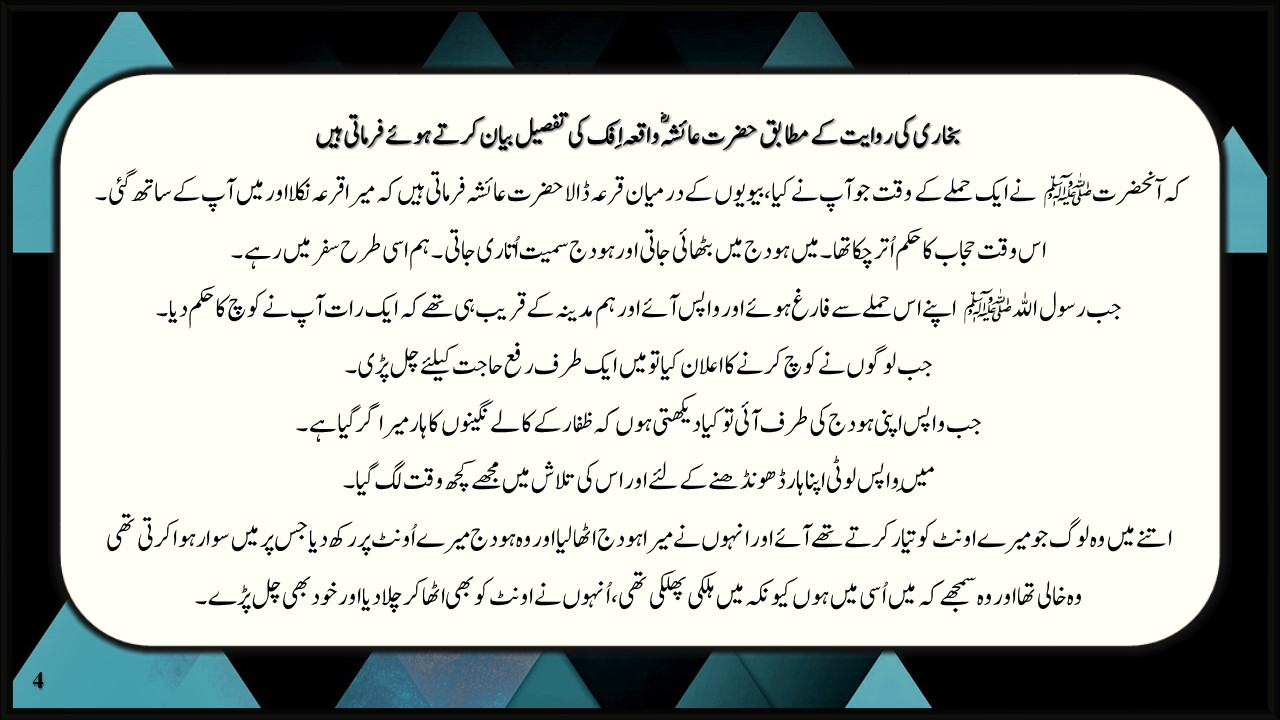 بخاری کی روایت کے مطابق حضرت عائشہؓ واقعہ اِفک کی تفصیل بیان کرتے ہوئے فرماتی ہیں
کہ آنحضرت ﷺ نے ایک حملے کے وقت جو آپ نے کیا، بیویوں کے درمیان قرعہ ڈالا حضرت عائشہ فرماتی ہیں کہ میرا قرعہ نکلا اور میں آپ کے ساتھ گئی۔
اس وقت حجاب کا حکم اُتر چکا تھا۔ میں ہودج میں بٹھائی جاتی اور ہودج سمیت اُتاری جاتی۔ ہم اسی طرح سفر میں رہے۔
جب رسول اللہ ﷺ اپنے اس حملے سے فارغ ہوئے اور واپس آئے اور ہم مدینہ کے قریب ہی تھے کہ ایک رات آپ نے کوچ کا حکم دیا۔
جب لوگوں نے کوچ کرنے کا اعلان کیا تو میں ایک طرف رفع حاجت کیلئے چل پڑی۔
جب واپس اپنی ہودج کی طرف آئی تو کیا دیکھتی ہوں کہ ظفار کے کالے نگینوں کا ہار میرا گر گیا ہے۔
میں واپس لوٹی اپنا ہار ڈھونڈھنے کے لئے اور اس کی تلاش میں مجھے کچھ وقت لگ گیا۔
اتنے میں وہ لوگ جو میرے اونٹ کو تیار کرتے تھے آئے اور انہوں نے میرا ہودج اٹھا لیا اور وہ ہودج میرے اُونٹ پر رکھ دیا جس پر میں سوار ہوا کرتی تھی
وہ خالی تھا اور وہ سمجھے کہ میں اُسی میں ہوں کیونکہ میں ہلکی پھلکی تھی، اُنہوں نے اونٹ کو بھی اٹھا کر چلا دیا اور خود بھی چل پڑے۔
4